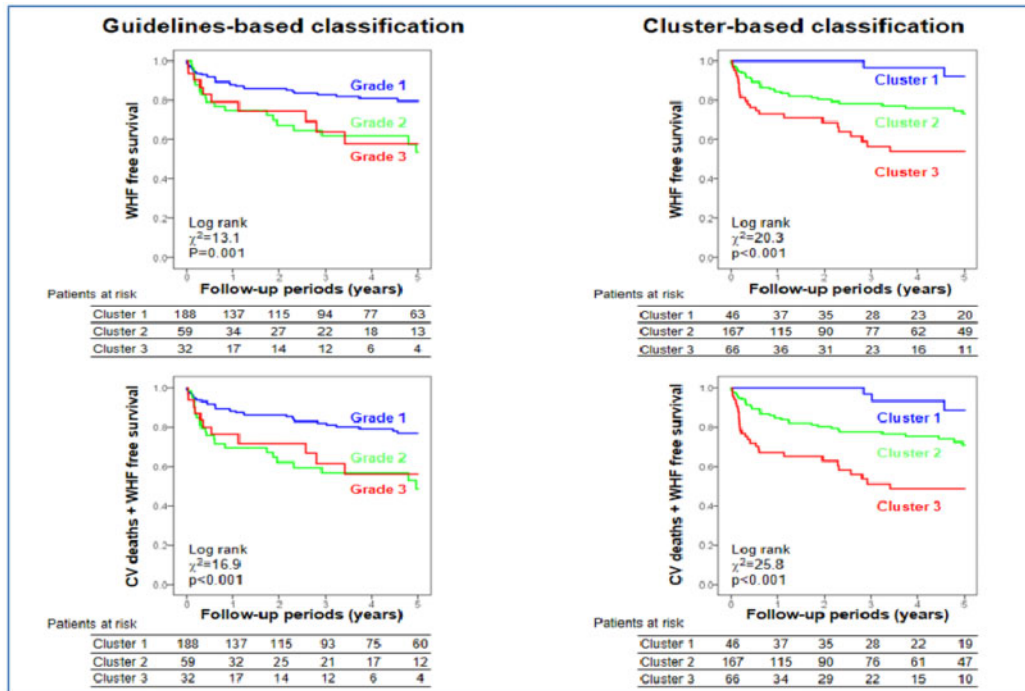 Guidelines-based classification
WHF free survival
1.0
0.8
0.6
0.4
0.2
0.0
Grade 1
Grade 2
Grade 3
Log rank
χ²=13.1
P=0.001
0 1 2 3 4 5
Follow-up periods (years)
Patients at risk
Cluster 1 188 137 115 94 77 63
Cluster 2 59 34 27 22 18 13
Cluster 3 32 17 14 12 6 4
CV deaths + WHF free survival
1.0
0.8
0.6
0.4
0.2
0.0
Grade 1
Grade 2
Grade 3
Log rank
χ²=16.9
p<0.001
0 1 2 3 4 5
Follow-up periods (years)
Patients at risk
Cluster 1 188 137 115 93 75 60
Cluster 2 59 32 25 21 17 12
Cluster 3 32 17 14 12 6 4
Cluster-based classification
WHF free survival
1.0
0.8
0.6
0.4
0.2
0.0
Cluster 1
Cluster 2
Cluster 3
Log rank
χ²=20.3
p<0.001
0 1 2 3 4 5
Follow-up periods (years)
Patients at risk
Cluster 1 46 37 35 28 23 20
Cluster 2 167 115 90 77 62 49
Cluster 3 66 36 31 23 16 11
CV deaths + WHF free survival
1.0
0.8
0.6
0.4
0.2
0.0
Cluster 1
Cluster 2
Cluster 3
Log rank
χ²=25.8
p<0.001
0 1 2 3 4 5
Follow-up periods (years)
Patients at risk
Cluster 1 46 37 35 28 22 19
Cluster 2 167 115 90 76 61 47
Cluster 3 66 34 29 22 15 10